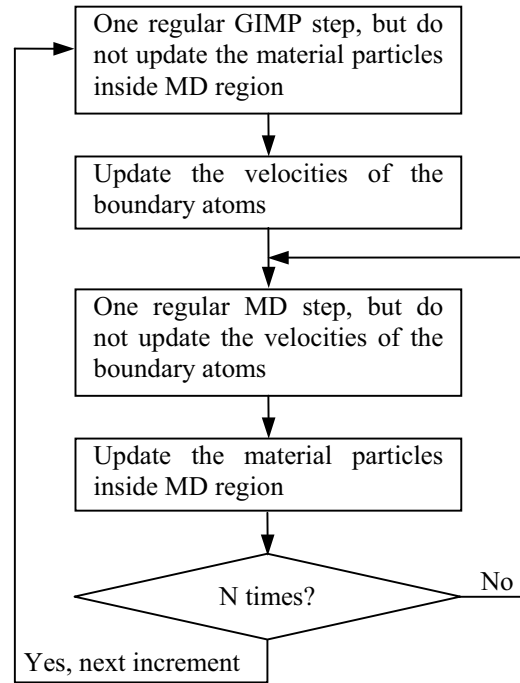 One regular GIMP step, but do
not update the material particles
inside MD region
Update the velocities of the
boundary atoms
One regular MD step, but do
not update the velocities of the
boundary atoms
Update the material particles
inside MD region
N times?
No
Yes, next increment